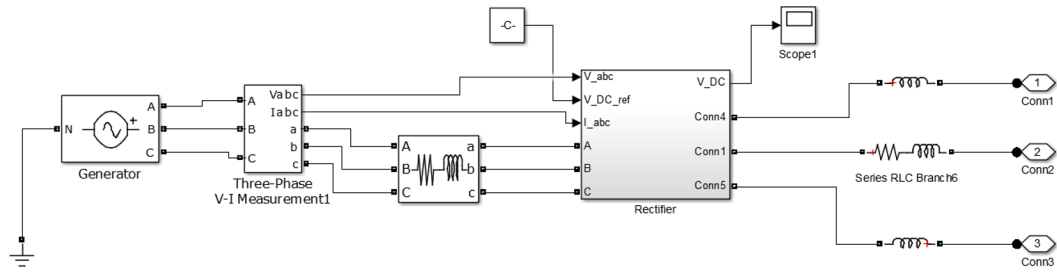 -C-
Scope1
V_abc
V_DC_ref
I_abc
A
B
C
V_DC
Conn4
Conn1
Conn5
Rectifier
N
A
B
C
Generator
A
B
C
Vabc
Iabc
a
b
c
Three-Phase
V-I Measurement1
A
B
C
a
b
c
Series RLC Branch6
1
Conn1
2
Conn2
3
Conn3